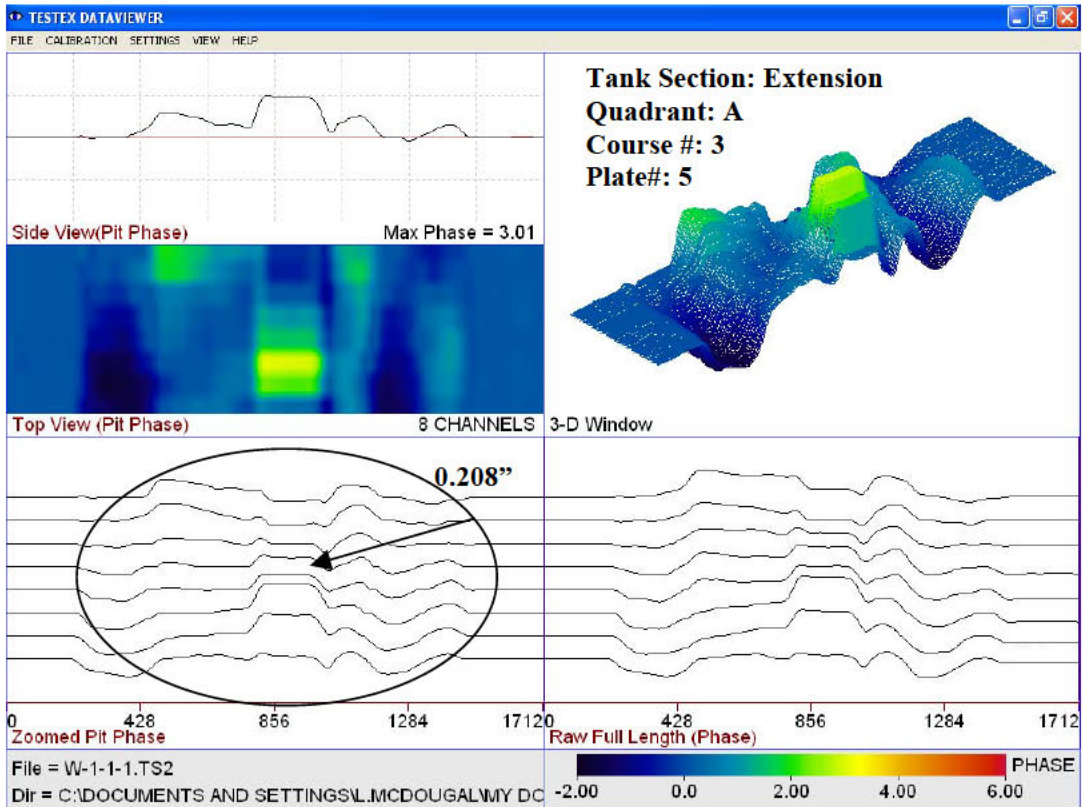 TESTEX DATAVIEWER
FILE CALIBRATION SETTINGS VIEW HELP
Side View(Pit Phase) Max Phase = 3.01
Tank Section: Extension
Quadrant: A
Course #: 3
Plate#: 5
Top View (Pit Phase) 8 CHANNELS
3-D Window
0.208”
0 428 856 1284 1712
Zoomed Pit Phase
0 428 856 1284 1712
Raw Full Length (Phase)
File = W-1-1-1.TS2
Dir = C:\DOCUMENTS AND SETTINGS\L.MCDOUGAL\MY DO
PHASE
-2.00 0.0 2.00 4.00 6.00